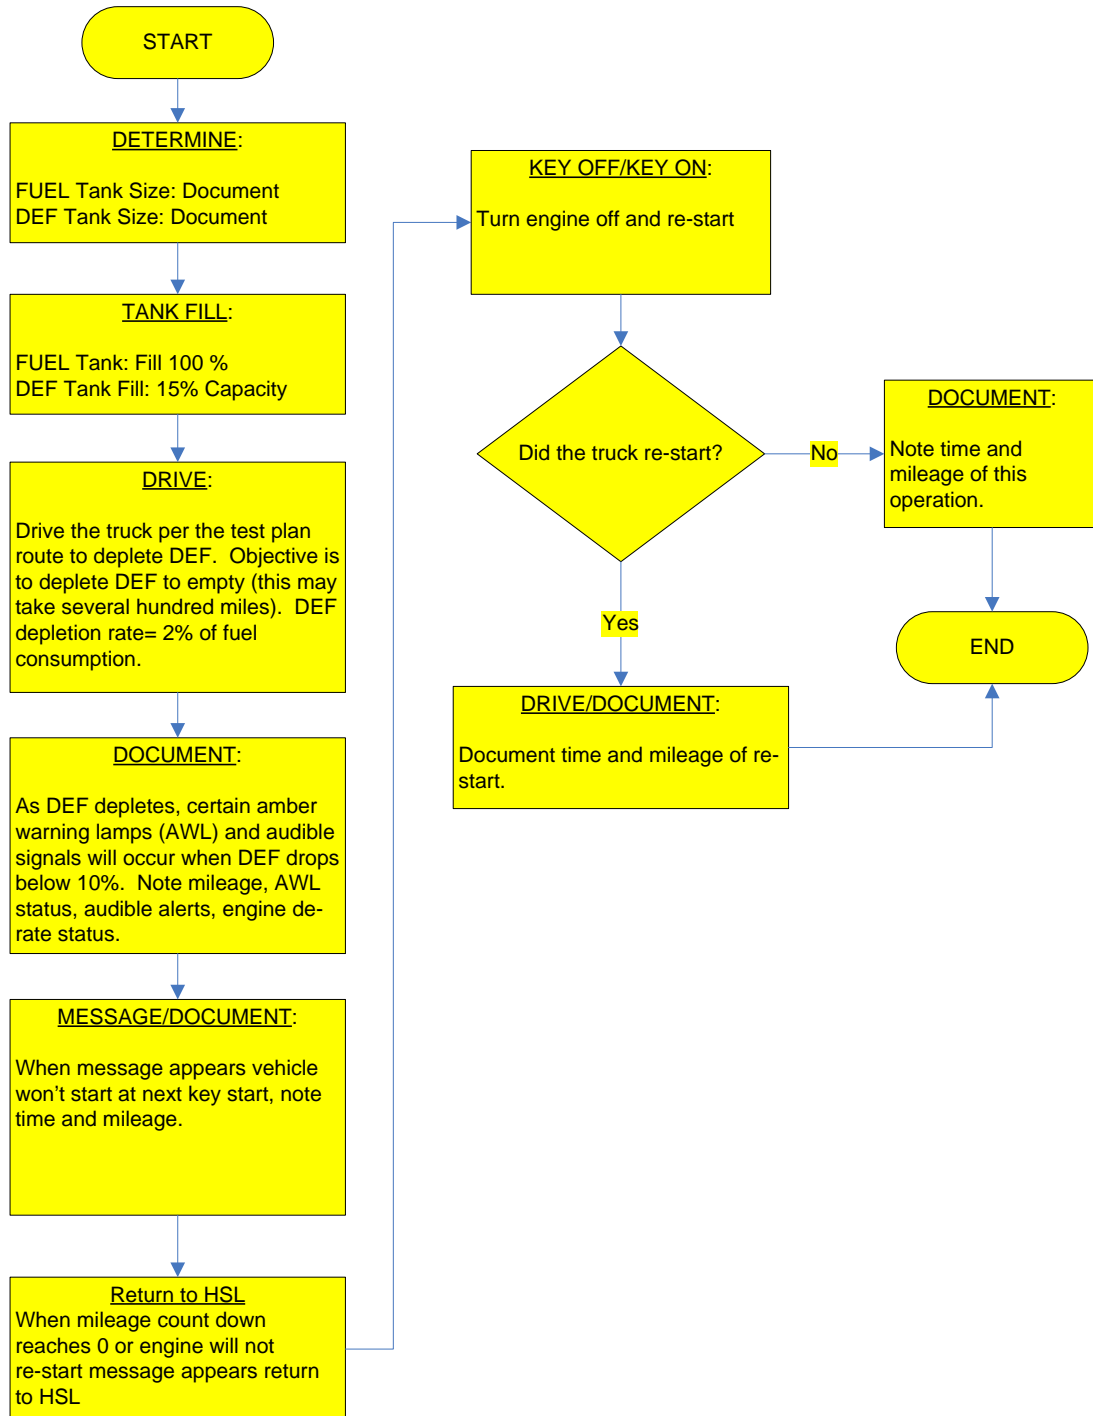 START
DETERMINE:
FUEL Tank Size: Document
DEF Tank Size: Document
TANK FILL:
FUEL Tank: Fill 100 %
DEF Tank Fill: 15% Capacity
DRIVE:
Drive the truck per the test plan
route to deplete DEF.  Objective is
to deplete DEF to empty (this may
take several hundred miles).  DEF
depletion rate= 2% of fuel
consumption.
DOCUMENT:
As DEF depletes, certain amber
warning lamps (AWL) and audible
signals will occur when DEF drops
below 10%.  Note mileage, AWL
status, audible alerts, engine de-
rate status.
MESSAGE/DOCUMENT:
When message appears vehicle
won’t start at next key start, note
time and mileage.
Return to HSL
When mileage count down
reaches 0 or engine will not
re-start message appears return
to HSL
KEY OFF/KEY ON:
Turn engine off and re-start
Did the truck re-start?
No
DOCUMENT:
Note time and
mileage of this
operation.
Yes
DRIVE/DOCUMENT:
Document time and mileage of re-
start.
END